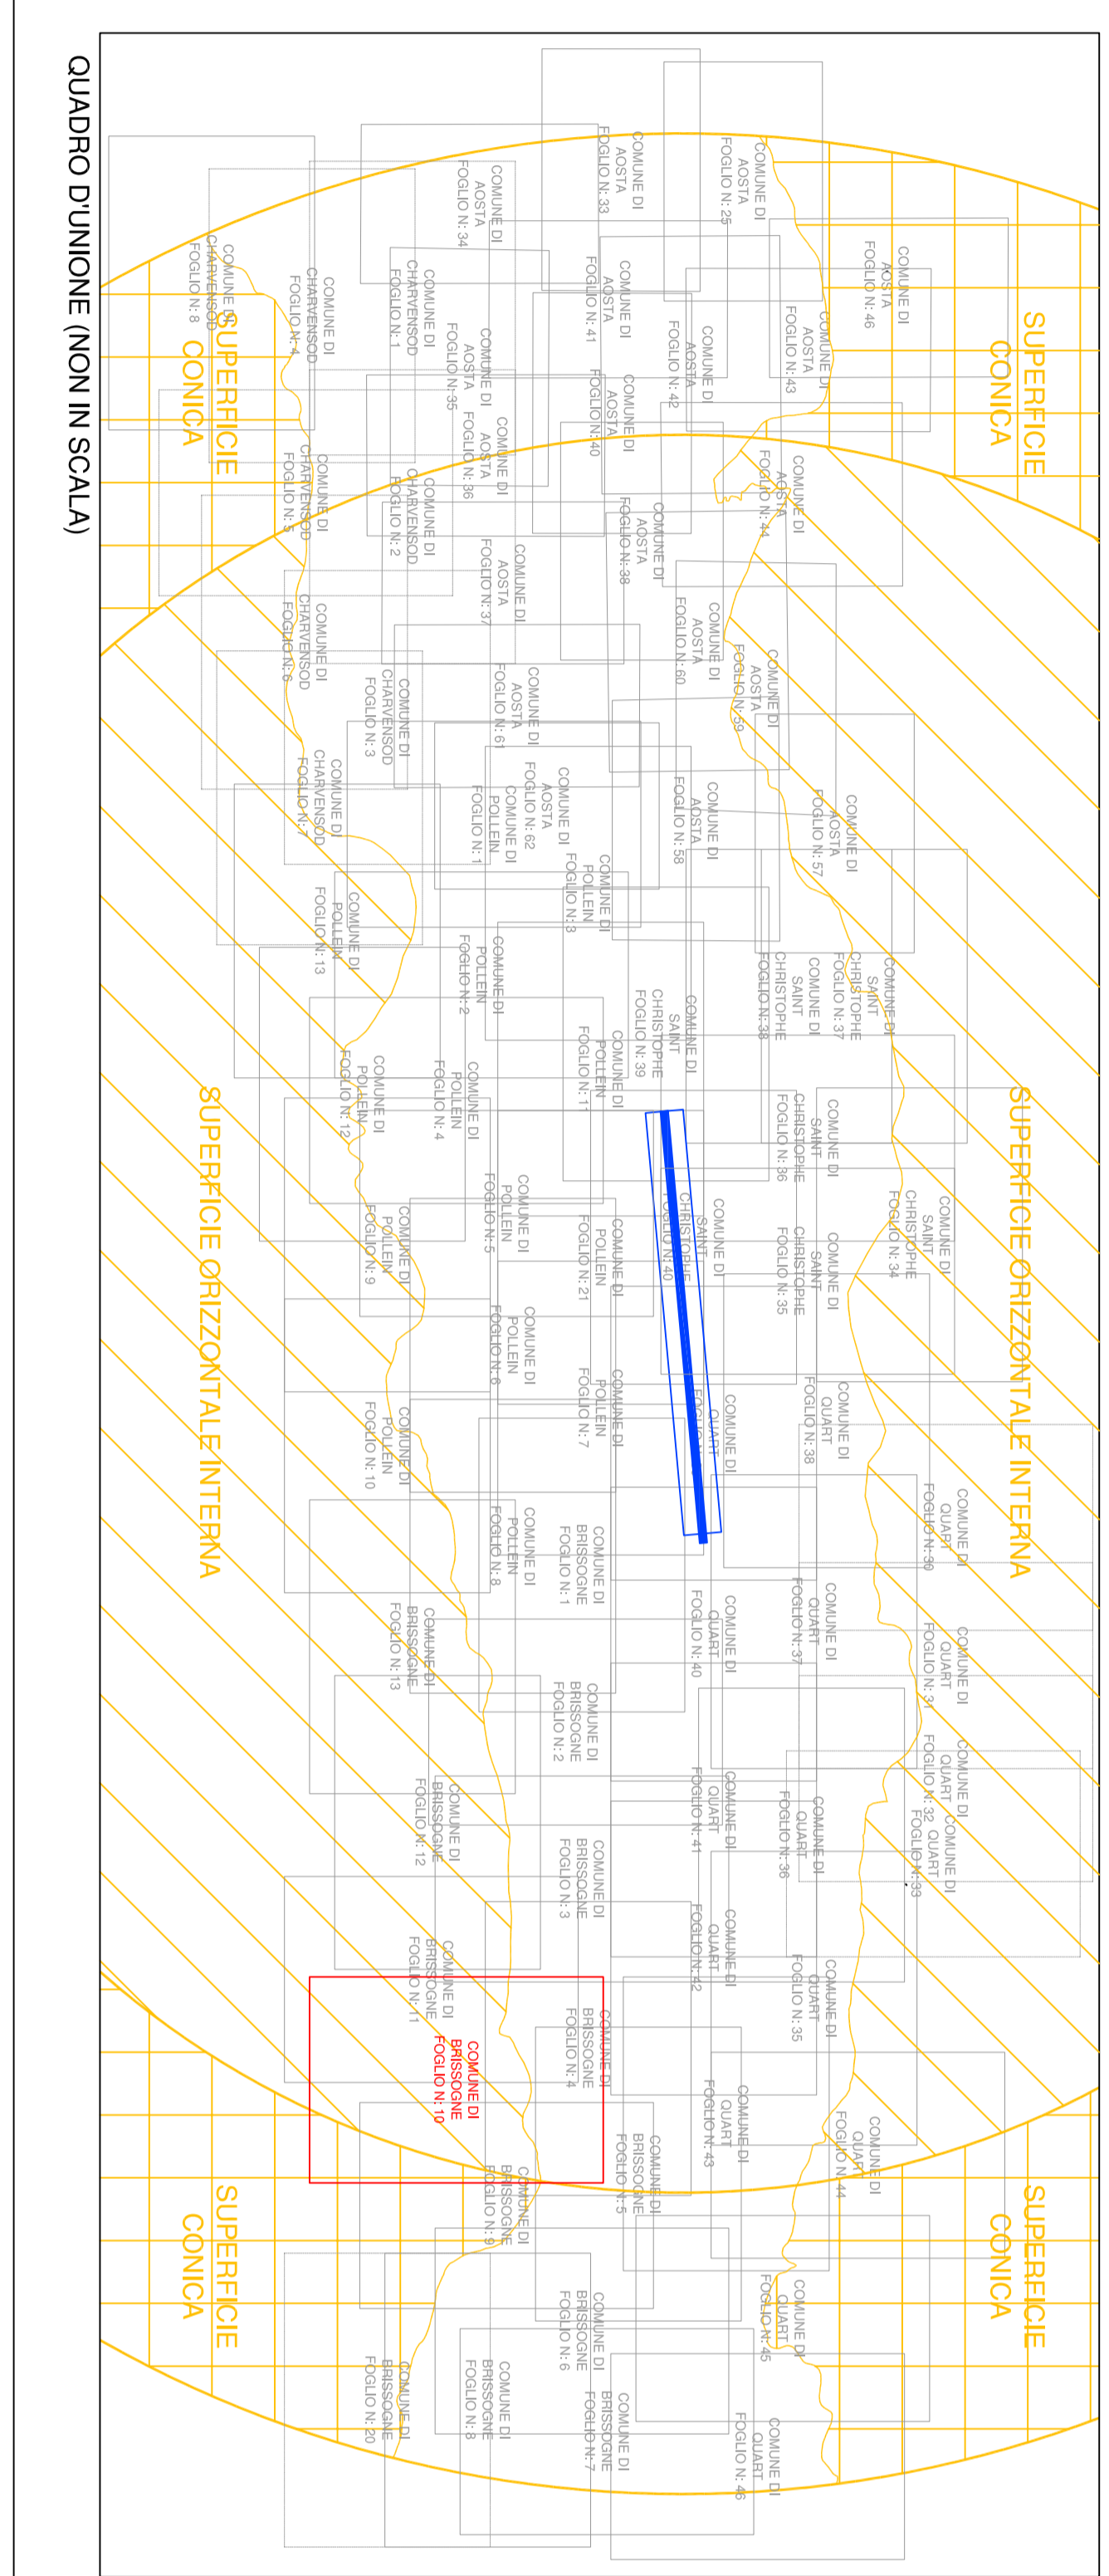 QUADRO D'UNIONE (NON IN SCALA)
SUPERFICIE
CONICA
SUPERFICIE
CONICA
SUPERFICIE ORIZZONTALE INTERNA
SUPERFICIE ORIZZONTALE INTERNA
SUPERFICIE
CONICA
SUPERFICIE
CONICA
COMUNE DI
AOSTA
FOGLIO N: 25
COMUNE DI
AOSTA
FOGLIO N: 33
COMUNE DI
AOSTA
FOGLIO N: 34
COMUNE DI
AOSTA
FOGLIO N: 46
COMUNE DI
AOSTA
FOGLIO N: 43
COMUNE DI
AOSTA
FOGLIO N: 42
COMUNE DI
AOSTA
FOGLIO N: 41
COMUNE DI
AOSTA
FOGLIO N: 40
COMUNE DI
AOSTA
FOGLIO N: 35
COMUNE DI
AOSTA
FOGLIO N: 36
COMUNE DI
CHARVENSOD
FOGLIO N: 1
COMUNE DI
CHARVENSOD
FOGLIO N: 4
COMUNE DI
CHARVENSOD
FOGLIO N: 8
COMUNE DI
AOSTA
FOGLIO N: 44
COMUNE DI
AOSTA
FOGLIO N: 38
COMUNE DI
AOSTA
FOGLIO N: 37
COMUNE DI
CHARVENSOD
FOGLIO N: 2
COMUNE DI
CHARVENSOD
FOGLIO N: 5
COMUNE DI
AOSTA
FOGLIO N: 59
COMUNE DI
AOSTA
FOGLIO N: 60
COMUNE DI
AOSTA
FOGLIO N: 61
COMUNE DI
CHARVENSOD
FOGLIO N: 3
COMUNE DI
CHARVENSOD
FOGLIO N: 6
COMUNE DI
AOSTA
FOGLIO N: 57
COMUNE DI
AOSTA
FOGLIO N: 58
COMUNE DI
AOSTA
FOGLIO N: 62
COMUNE DI
POLLEIN
FOGLIO N: 1
COMUNE DI
CHARVENSOD
FOGLIO N: 7
COMUNE DI
POLLEIN
FOGLIO N: 3
COMUNE DI
POLLEIN
FOGLIO N: 13
COMUNE DI
SAINT
CHRISTOPHE
FOGLIO N: 37
COMUNE DI
SAINT
CHRISTOPHE
FOGLIO N: 38
COMUNE DI
SAINT
CHRISTOPHE
FOGLIO N: 39
COMUNE DI
POLLEIN
FOGLIO N: 2
COMUNE DI
POLLEIN
FOGLIO N: 11
COMUNE DI
POLLEIN
FOGLIO N: 4
COMUNE DI
POLLEIN
FOGLIO N: 12
COMUNE DI
SAINT
CHRISTOPHE
FOGLIO N: 36
COMUNE DI
SAINT
CHRISTOPHE
FOGLIO N: 34
COMUNE DI
SAINT
CHRISTOPHE
FOGLIO N: 35
COMUNE DI
SAINT
CHRISTOPHE
FOGLIO N: 40
COMUNE DI
POLLEIN
FOGLIO N: 21
COMUNE DI
POLLEIN
FOGLIO N: 5
COMUNE DI
POLLEIN
FOGLIO N: 9
COMUNE DI
POLLEIN
FOGLIO N: 6
COMUNE DI
POLLEIN
FOGLIO N: 7
COMUNE DI
QUART
FOGLIO N: 38
COMUNE DI
QUART
COMUNE DI
POLLEIN
FOGLIO N: 10
COMUNE DI
QUART
FOGLIO N: 30
COMUNE DI
POLLEIN
FOGLIO N: 8
COMUNE DI
BRISSOGNE
FOGLIO N: 1
COMUNE DI
QUART
FOGLIO N: 37
COMUNE DI
QUART
FOGLIO N: 40
COMUNE DI
QUART
FOGLIO N: 31
COMUNE DI
BRISSOGNE
FOGLIO N: 13
COMUNE DI
BRISSOGNE
FOGLIO N: 2
COMUNE DI
QUART
FOGLIO N: 32
COMUNE DI
QUART
FOGLIO N: 33
COMUNE DI
QUART
FOGLIO N: 36
COMUNE DI
QUART
FOGLIO N: 41
COMUNE DI
BRISSOGNE
FOGLIO N: 12
COMUNE DI
BRISSOGNE
FOGLIO N: 3
COMUNE DI
QUART
FOGLIO N: 42
COMUNE DI
QUART
FOGLIO N: 35
COMUNE DI
BRISSOGNE
FOGLIO N: 11
COMUNE DI
BRISSOGNE
FOGLIO N: 4
COMUNE DI
BRISSOGNE
FOGLIO N: 10
COMUNE DI
QUART
FOGLIO N: 43
COMUNE DI
QUART
FOGLIO N: 44
COMUNE DI
BRISSOGNE
FOGLIO N: 5
COMUNE DI
BRISSOGNE
FOGLIO N: 9
COMUNE DI
QUART
FOGLIO N: 45
COMUNE DI
BRISSOGNE
FOGLIO N: 6
COMUNE DI
BRISSOGNE
FOGLIO N: 8
COMUNE DI
BRISSOGNE
FOGLIO N: 20
COMUNE DI
BRISSOGNE
FOGLIO N: 7
COMUNE DI
QUART
FOGLIO N: 46